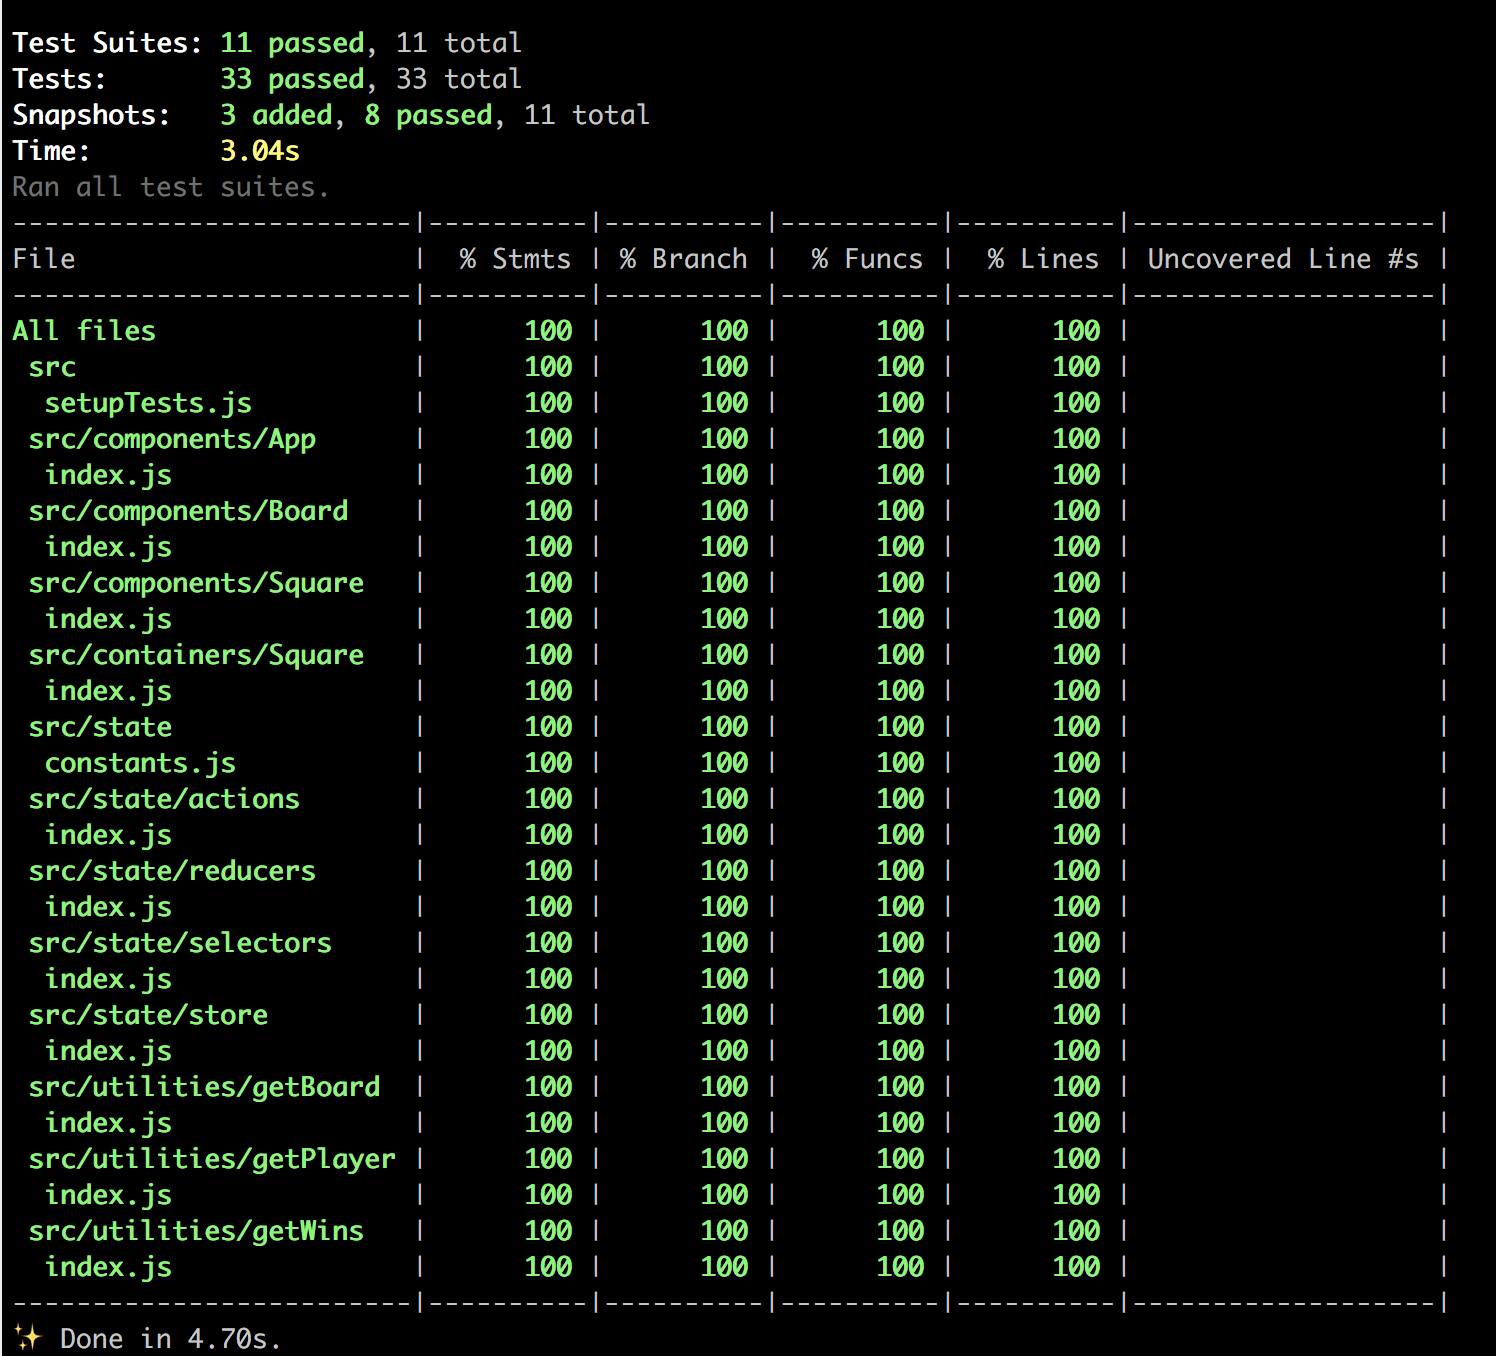 Test Suites: 11 passed, 11 total
Tests:       33 passed, 33 total
Snapshots:   3 added, 8 passed, 11 total
Time:        3.04s
Ran all test suites.
-------------------------|----------|----------|----------|----------|-------------------|
File                     |  % Stmts | % Branch |  % Funcs |  % Lines | Uncovered Line #s |
-------------------------|----------|----------|----------|----------|-------------------|
All files                |      100 |      100 |      100 |      100 |                   |
 src                     |      100 |      100 |      100 |      100 |                   |
  setupTests.js          |      100 |      100 |      100 |      100 |                   |
 src/components/App      |      100 |      100 |      100 |      100 |                   |
  index.js               |      100 |      100 |      100 |      100 |                   |
 src/components/Board    |      100 |      100 |      100 |      100 |                   |
  index.js               |      100 |      100 |      100 |      100 |                   |
 src/components/Square   |      100 |      100 |      100 |      100 |                   |
  index.js               |      100 |      100 |      100 |      100 |                   |
 src/containers/Square   |      100 |      100 |      100 |      100 |                   |
  index.js               |      100 |      100 |      100 |      100 |                   |
 src/state               |      100 |      100 |      100 |      100 |                   |
  constants.js           |      100 |      100 |      100 |      100 |                   |
 src/state/actions       |      100 |      100 |      100 |      100 |                   |
  index.js               |      100 |      100 |      100 |      100 |                   |
 src/state/reducers      |      100 |      100 |      100 |      100 |                   |
  index.js               |      100 |      100 |      100 |      100 |                   |
 src/state/selectors     |      100 |      100 |      100 |      100 |                   |
  index.js               |      100 |      100 |      100 |      100 |                   |
 src/state/store         |      100 |      100 |      100 |      100 |                   |
  index.js               |      100 |      100 |      100 |      100 |                   |
 src/utilities/getBoard  |      100 |      100 |      100 |      100 |                   |
  index.js               |      100 |      100 |      100 |      100 |                   |
 src/utilities/getPlayer |      100 |      100 |      100 |      100 |                   |
  index.js               |      100 |      100 |      100 |      100 |                   |
 src/utilities/getWins   |      100 |      100 |      100 |      100 |                   |
  index.js               |      100 |      100 |      100 |      100 |                   |
-------------------------|----------|----------|----------|----------|-------------------|
✨ Done in 4.70s.